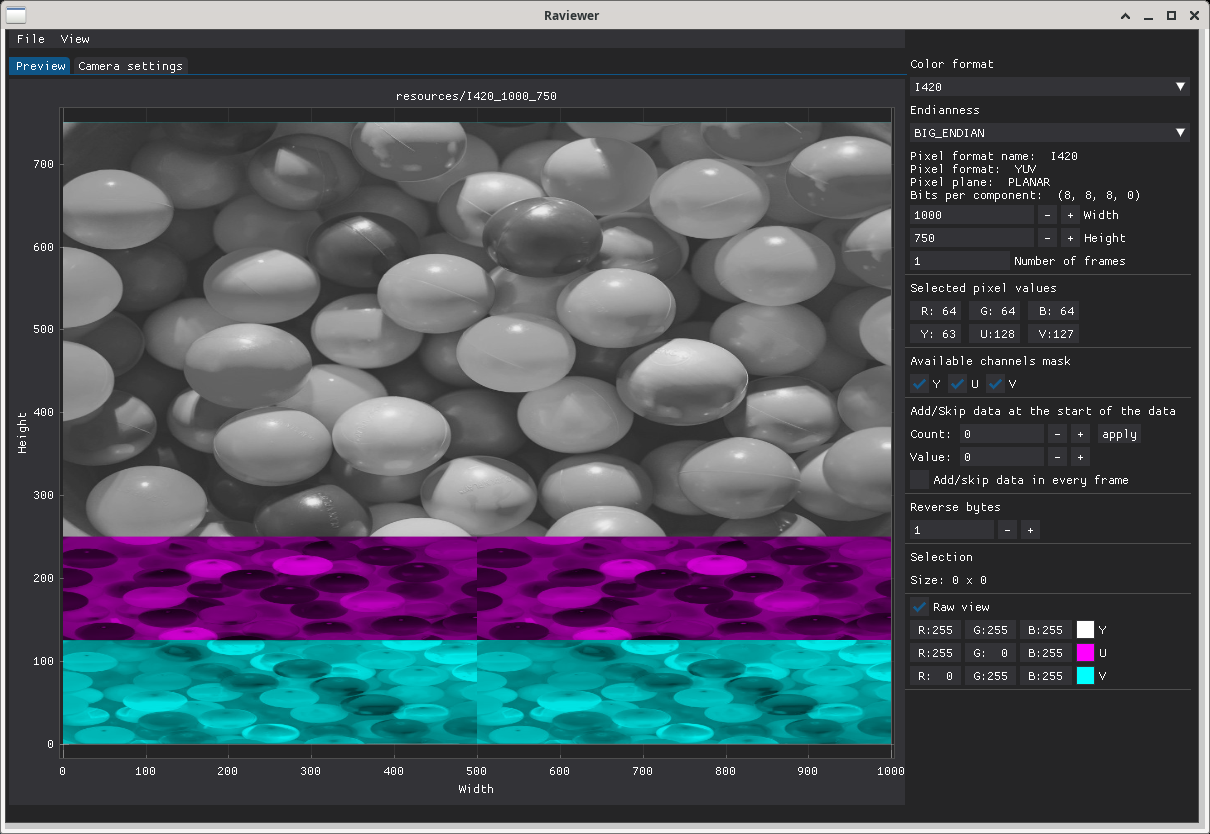 Raviewer
File View
Preview Camera settings
resources/I420_1000_750
Height
700
600
500
400
300
200
100
0
0 100 200 300 400 500 600 700 800 900 1000
Width
Color format
I420
Endianness
BIG_ENDIAN
Pixel format name: I420
Pixel format: YUV
Pixel plane: PLANAR
Bits per component: (8, 8, 8, 0)
1000 - + Width
750 - + Height
1 Number of frames
Selected pixel values
R: 64 G: 64 B: 64
Y: 63 U:128 V:127
Available channels mask
Y U V
Add/Skip data at the start of the data
Count: 0 - + apply
Value: 0 - +
Add/skip data in every frame
Reverse bytes
1 - +
Selection
Size: 0 x 0
Raw view
R:255 G:255 B:255 Y
R:255 G: 0 B:255 U
R: 0 G:255 B:255 V